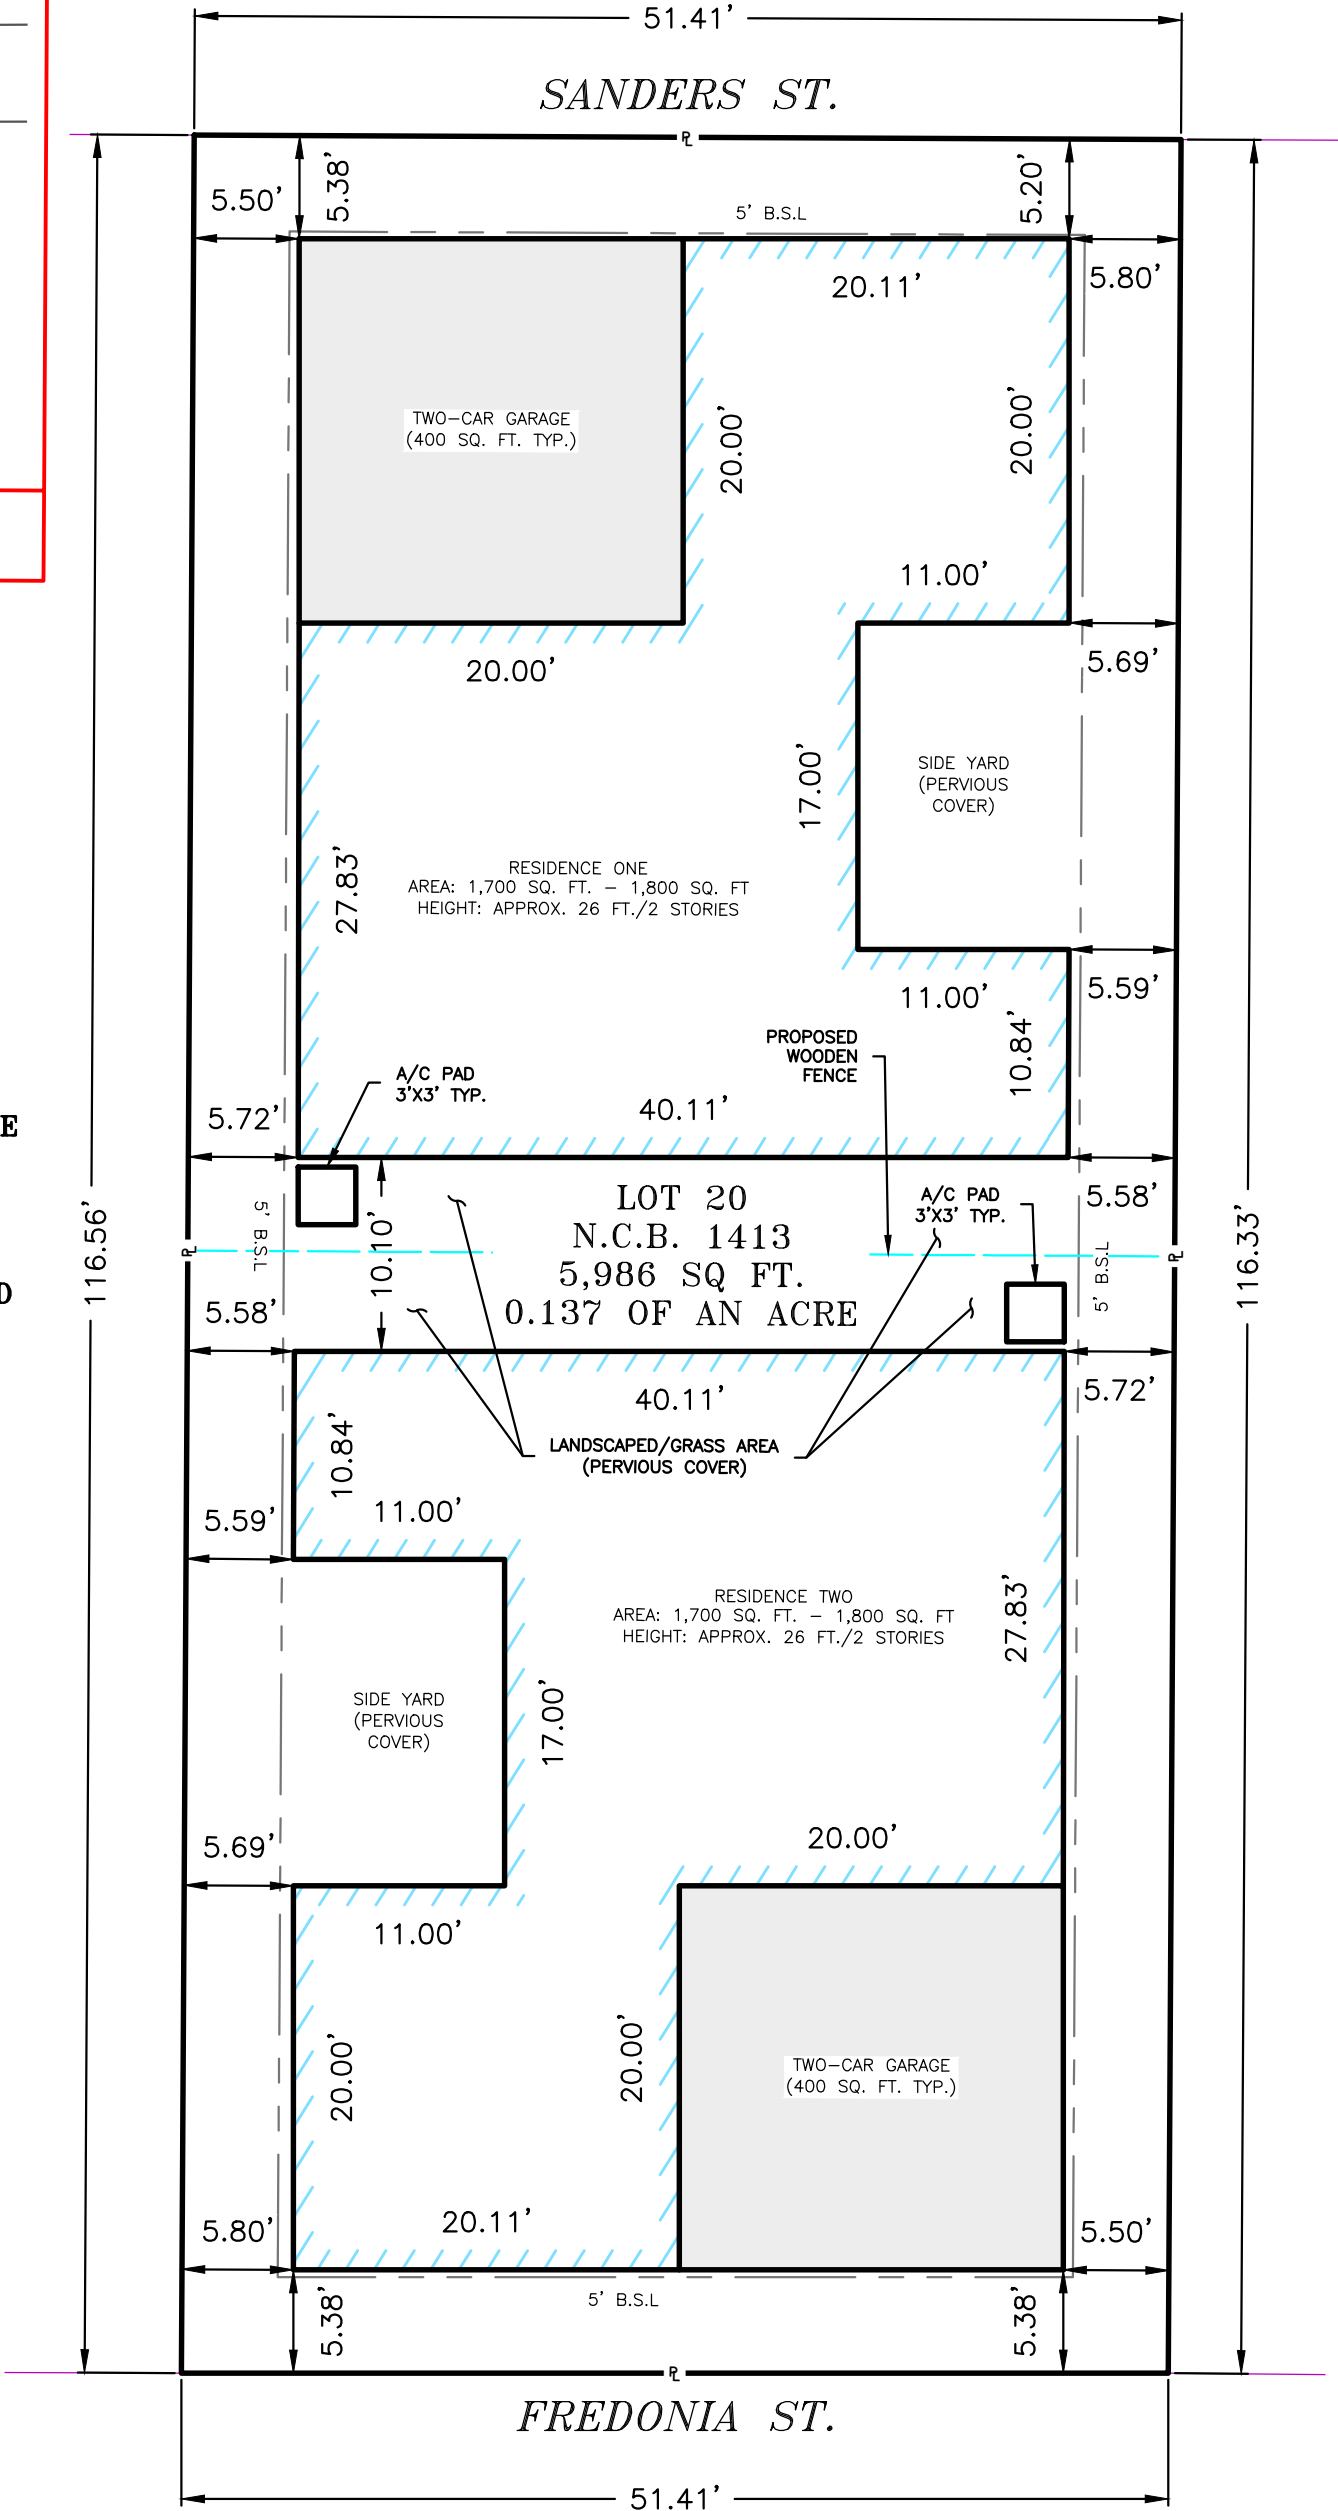 51.41'
SANDERS ST.
PL
5.50'
5.38'
5' B.S.L
5.20'
5.80'
20.11'
TWO-CAR GARAGE
(400 SQ. FT. TYP.)
20.00'
20.00'
11.00'
20.00'
5.69'
17.00'
SIDE YARD
(PERVIOUS
COVER)
27.83'
RESIDENCE ONE
AREA: 1,700 SQ. FT. - 1,800 SQ. FT
HEIGHT: APPROX. 26 FT./2 STORIES
5.59'
11.00'
10.84'
PROPOSED
WOODEN
FENCE
A/C PAD
3'X3' TYP.
E
5.72'
40.11'
5.58'
116.56'
5' B.S.L
10.10'
LOT 20
N.C.B. 1413
5,986 SQ FT.
0.137 OF AN ACRE
A/C PAD
3'X3' TYP.
5' B.S.L
116.33'
PL
PL
D
5.58'
5.72'
40.11'
10.84'
LANDSCAPED/GRASS AREA
(PERVIOUS COVER)
11.00'
5.59'
RESIDENCE TWO
AREA: 1,700 SQ. FT. - 1,800 SQ. FT
HEIGHT: APPROX. 26 FT./2 STORIES
27.83'
SIDE YARD
(PERVIOUS
COVER)
17.00'
5.69'
20.00'
11.00'
20.00'
20.00'
TWO-CAR GARAGE
(400 SQ. FT. TYP.)
5.80'
20.11'
5.50'
5.38'
5' B.S.L
5.38'
PL
FREDONIA ST.
51.41'